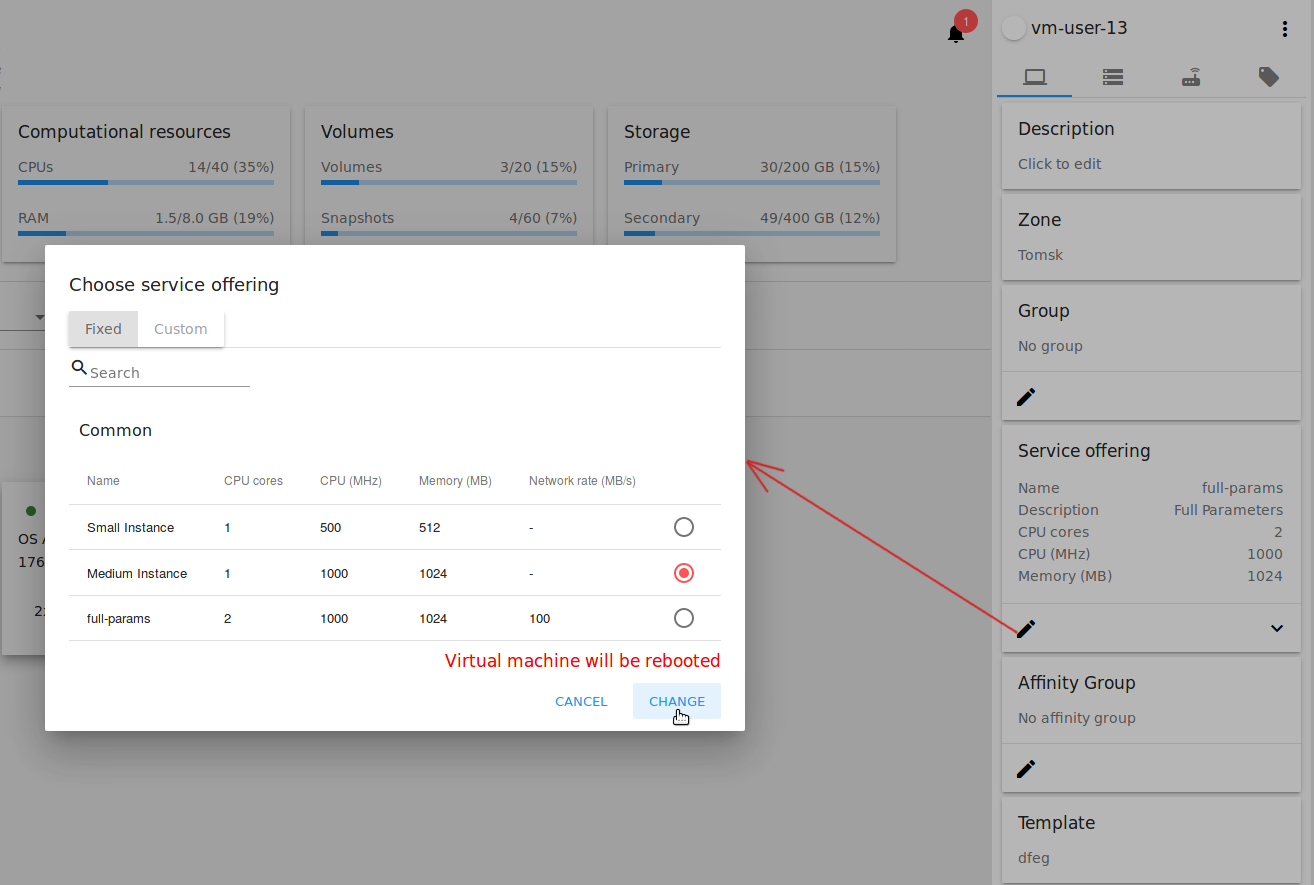 1
vm-user-13
Computational resources
CPUs 14/40 (35%)
RAM 1.5/8.0 GB (19%)
Volumes
Volumes 3/20 (15%)
Snapshots 4/60 (7%)
Storage
Primary 30/200 GB (15%)
Secondary 49/400 GB (12%)
OS
176
2
Choose service offering
Fixed Custom
Search
Common
Name CPU cores CPU (MHz) Memory (MB) Network rate (MB/s)
Small Instance 1 500 512 -
Medium Instance 1 1000 1024 -
full-params 2 1000 1024 100
Virtual machine will be rebooted
CANCEL CHANGE
Description
Click to edit
Zone
Tomsk
Group
No group
Service offering
Name full-params
Description Full Parameters
CPU cores 2
CPU (MHz) 1000
Memory (MB) 1024
Affinity Group
No affinity group
Template
dfeg